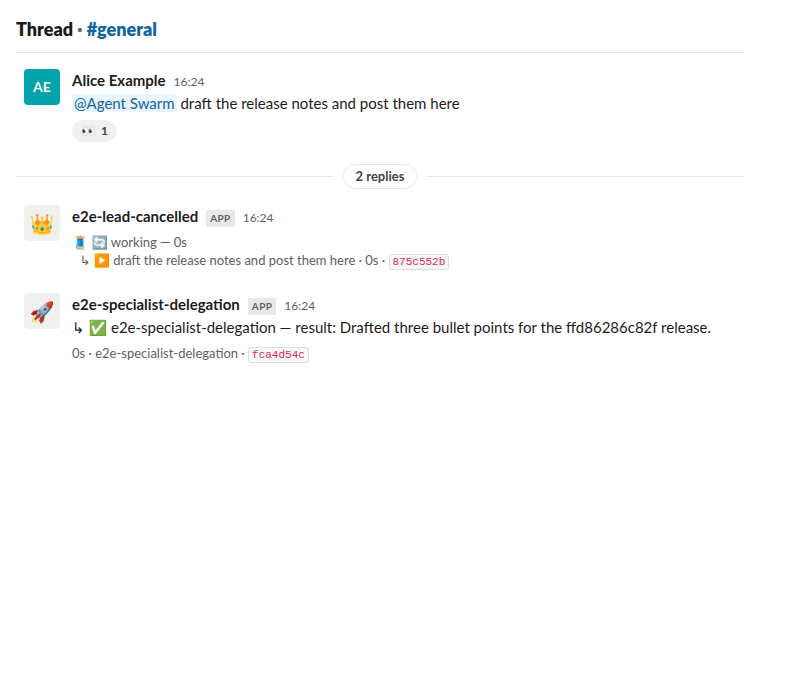 Thread • #general
AE
Alice Example 16:24
@Agent Swarm draft the release notes and post them here
👀 1
2 replies
e2e-lead-cancelled APP 16:24
🧵 🔄 working — 0s
↳ ▶️ draft the release notes and post them here · 0s · 875c552b
e2e-specialist-delegation APP 16:24
↳ ✅ e2e-specialist-delegation — result: Drafted three bullet points for the ffd86286c82f release.
0s · e2e-specialist-delegation · fca4d54c